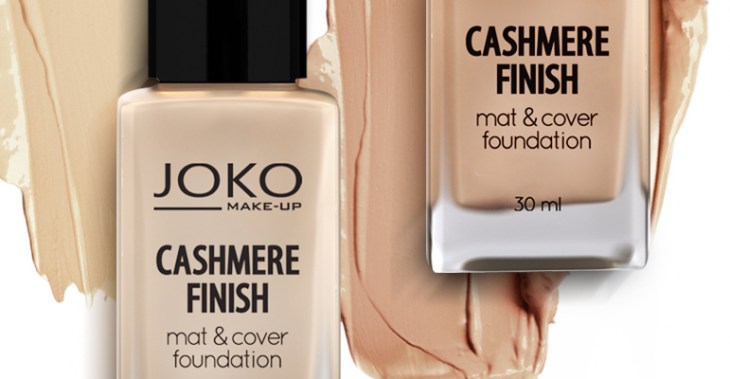 JOKO
MAKE-UP
CASHMERE
FINISH
mat & cover
foundation
CASHMERE
FINISH
mat & cover
foundation
30 ml